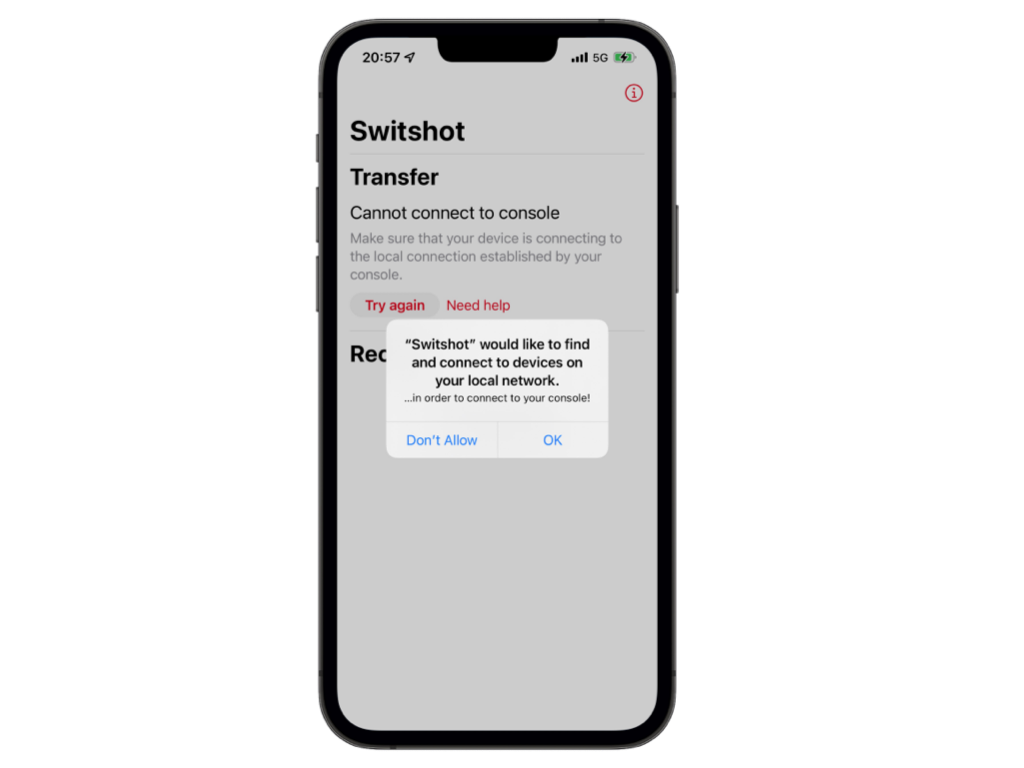 20:57 5G
Switshot
Transfer
Cannot connect to console
Make sure that your device is connecting to
the local connection established by your
console.
Try again Need help
“Switshot” would like to find
and connect to devices on
your local network.
...in order to connect to your console!
Don’t Allow OK